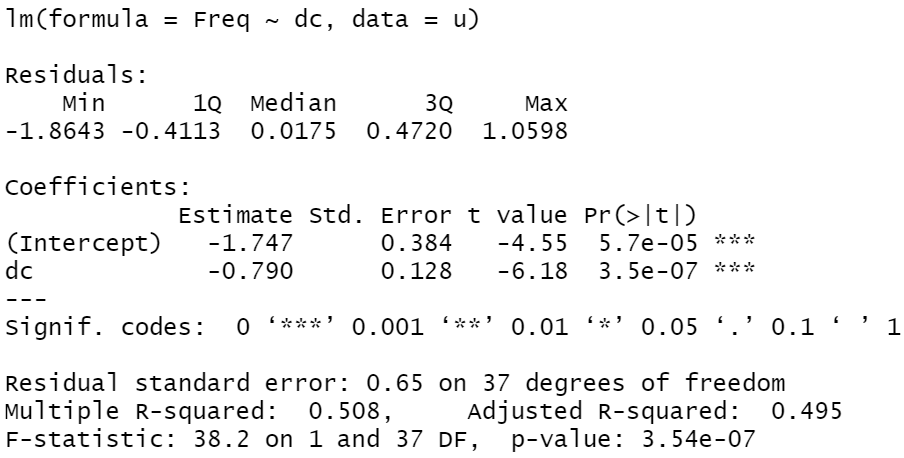 lm(formula = Freq ~ dc, data = u)

Residuals:
    Min      1Q  Median      3Q     Max
-1.8643 -0.4113  0.0175  0.4720  1.0598

Coefficients:
            Estimate Std. Error t value Pr(>|t|)
(Intercept)   -1.747      0.384   -4.55  5.7e-05 ***
dc            -0.790      0.128   -6.18  3.5e-07 ***
---
Signif. codes:  0 ‘***’ 0.001 ‘**’ 0.01 ‘*’ 0.05 ‘.’ 0.1 ‘ ’ 1

Residual standard error: 0.65 on 37 degrees of freedom
Multiple R-squared:  0.508,	Adjusted R-squared:  0.495
F-statistic: 38.2 on 1 and 37 DF,  p-value: 3.54e-07